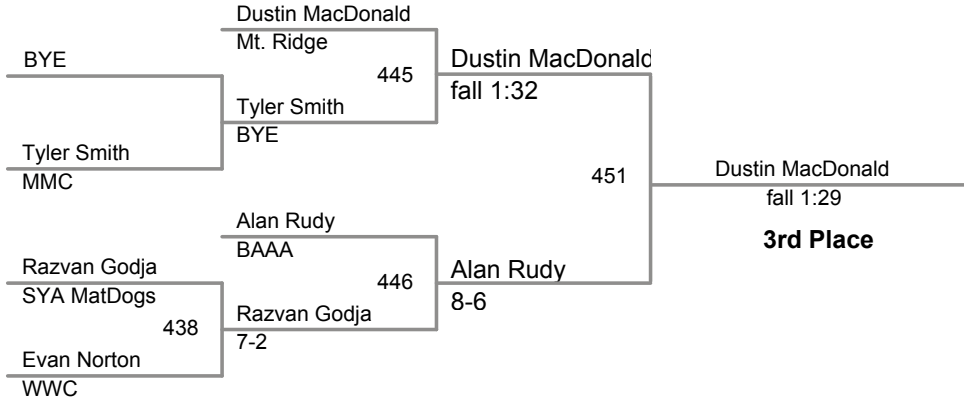 Dustin MacDonald
Mt. Ridge
BYE
445
Dustin MacDonald
fall 1:32
Tyler Smith
BYE
Tyler Smith
MMC
451
Dustin MacDonald
fall 1:29
3rd Place
Alan Rudy
BAAA
Razvan Godja
SYA MatDogs
446
Alan Rudy
8-6
438
Razvan Godja
7-2
Evan Norton
WWC